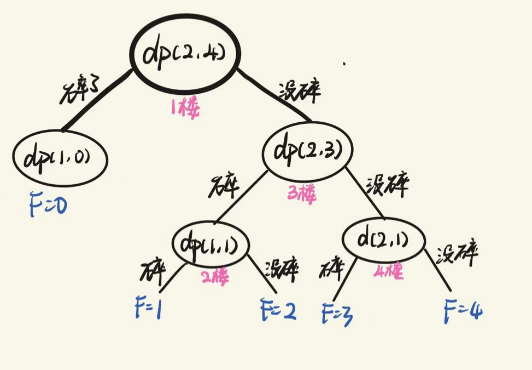 dp(2,4)
碎了
没碎
1楼
dp(1,0)
dp(2,3)
F=0
碎
3楼
没碎
dp(1,1)
d(2,1)
碎
2楼
没碎
碎
4楼
没碎
F=1
F=2
F=3
F=4